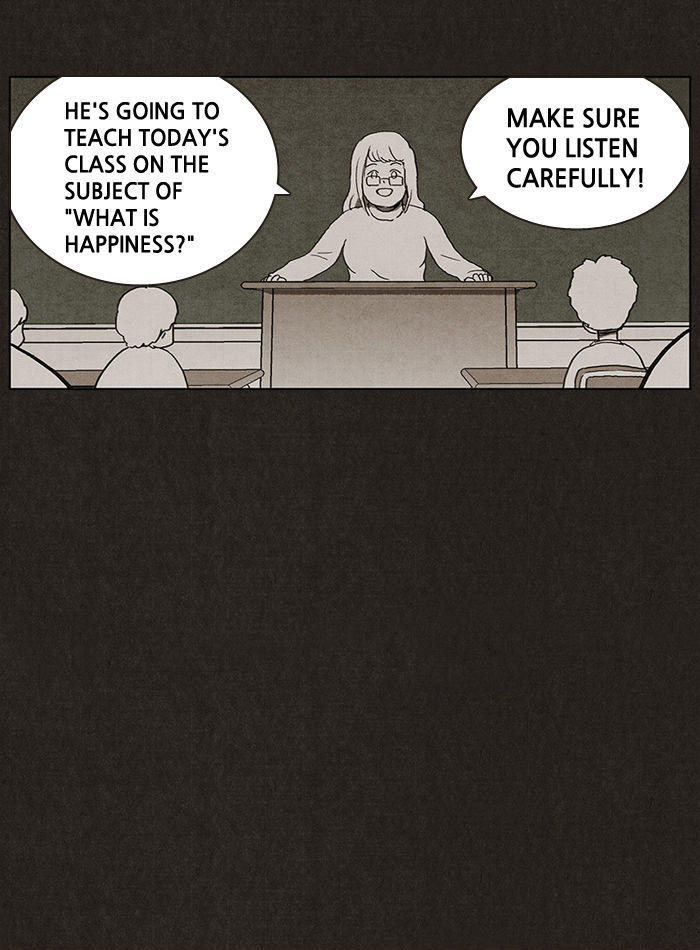 HE'S GOING TO
TEACH TODAY'S
CLASS ON THE
SUBJECT OF
"WHAT IS
HAPPINESS?"
MAKE SURE
YOU LISTEN
CAREFULLY!